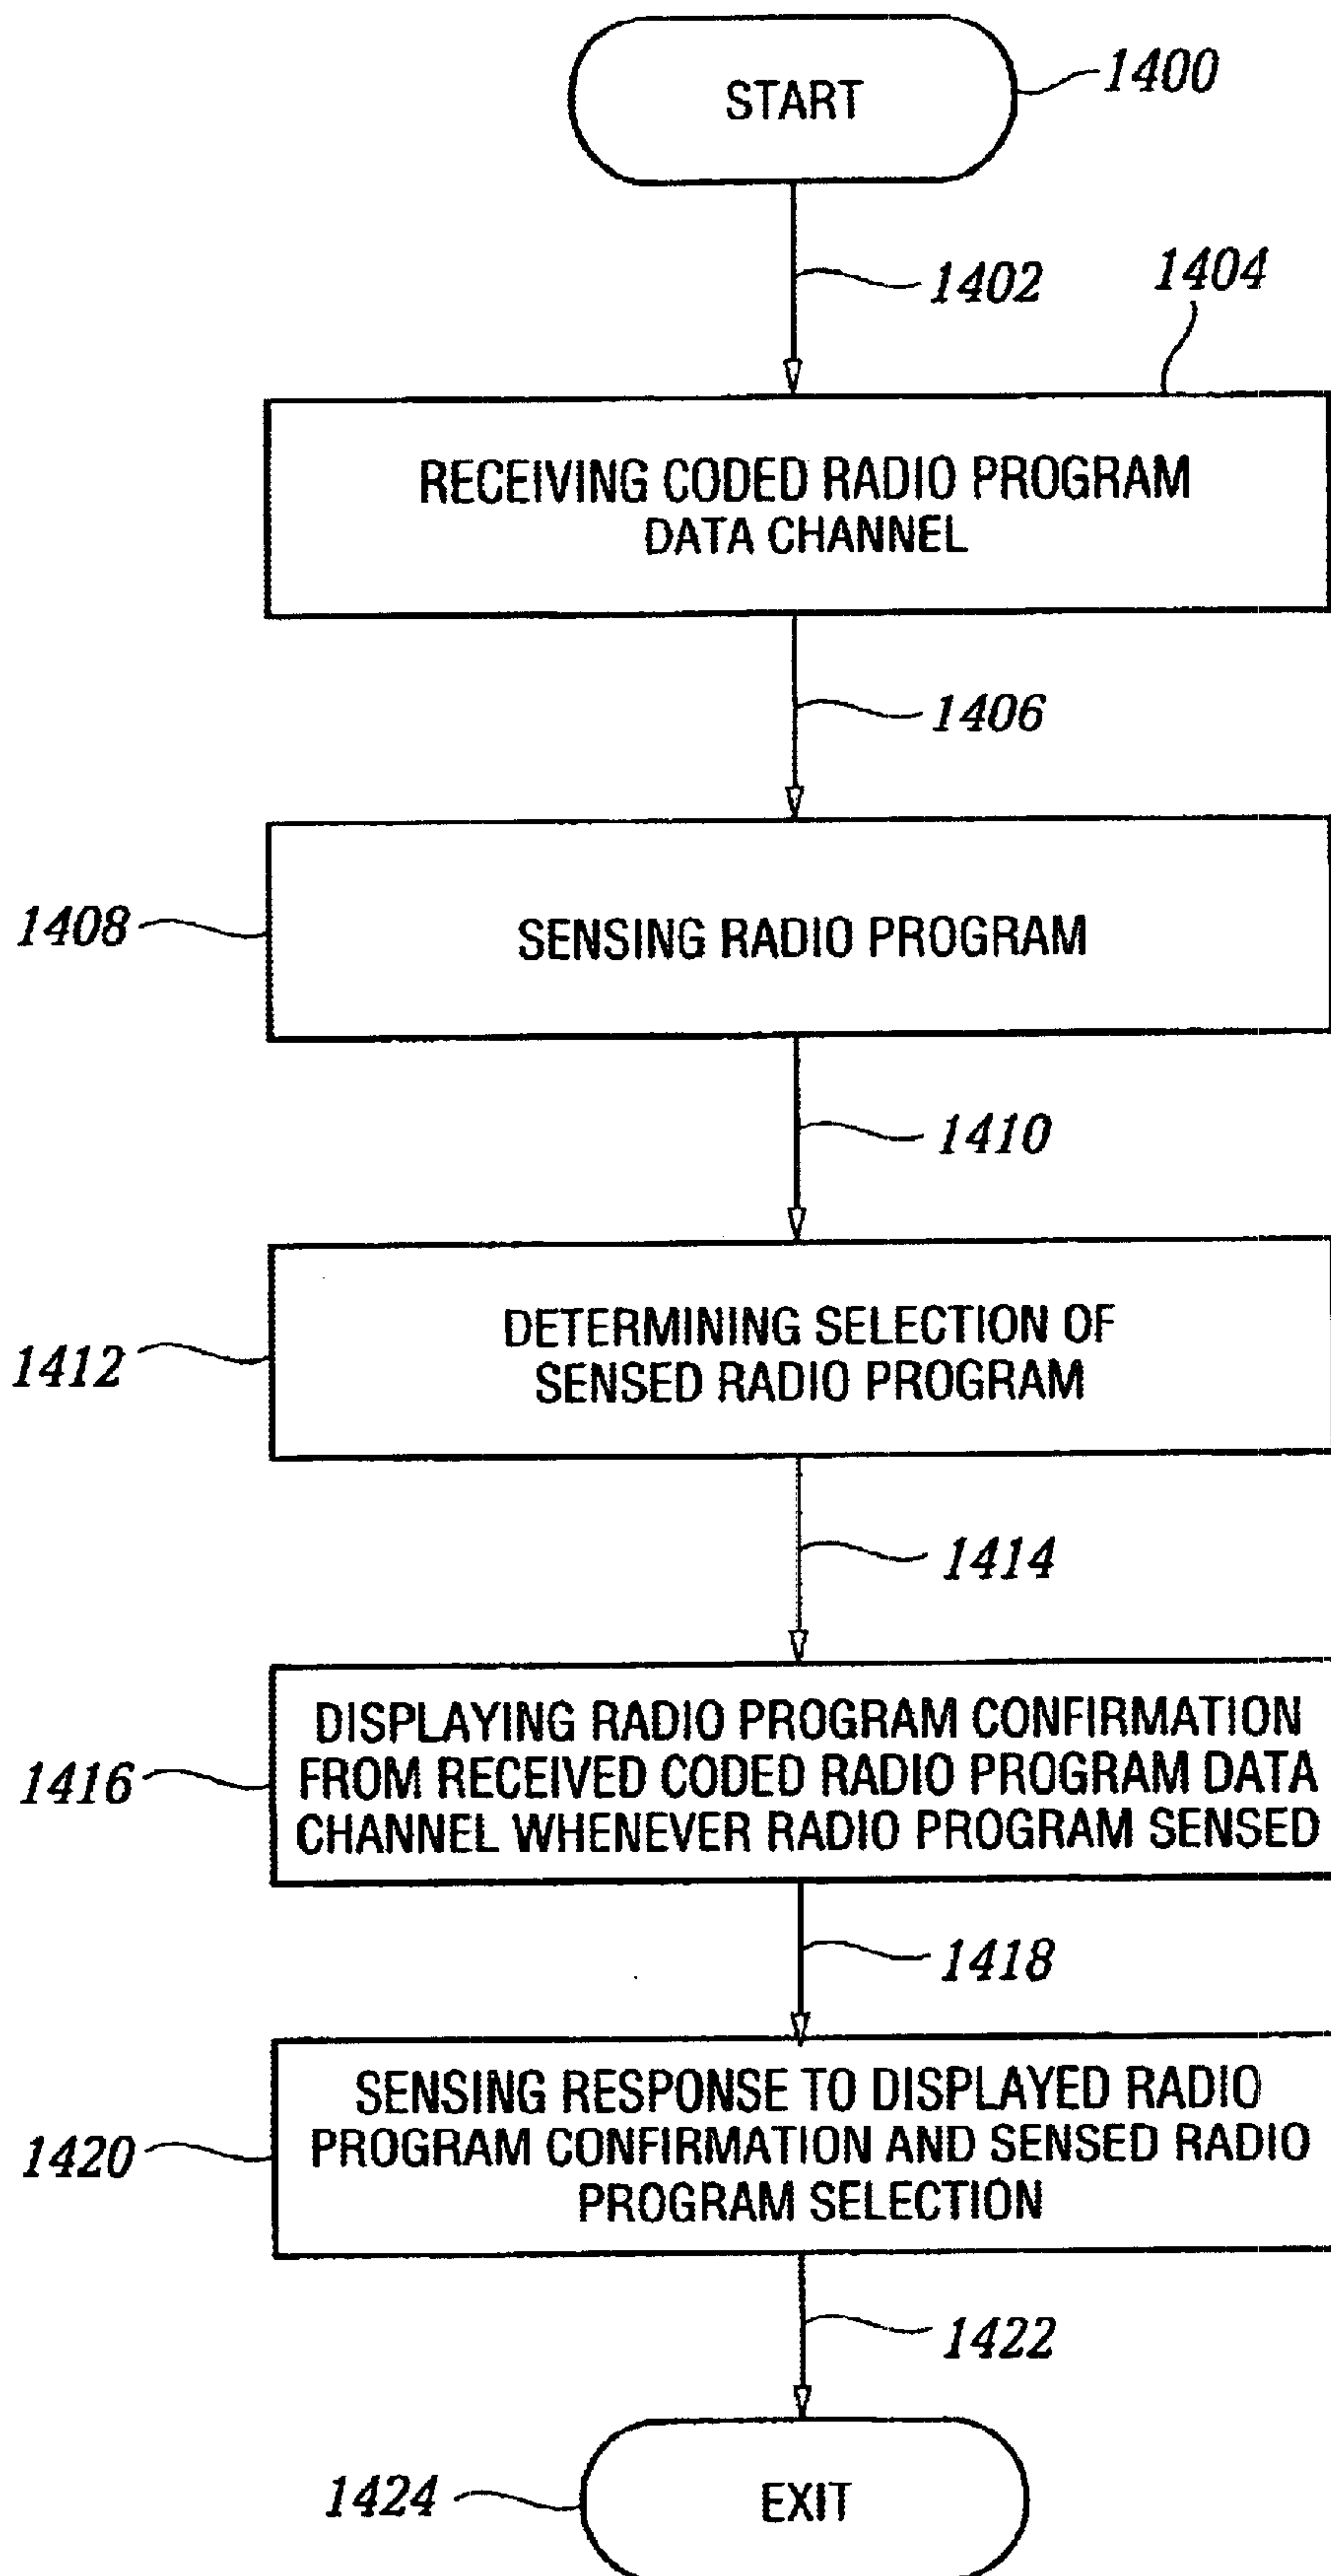 START
1400
1402
1404
RECEIVING CODED RADIO PROGRAM
DATA CHANNEL
1406
1408
SENSING RADIO PROGRAM
1410
1412
DETERMINING SELECTION OF
SENSED RADIO PROGRAM
1414
1416
DISPLAYING RADIO PROGRAM CONFIRMATION
FROM RECEIVED CODED RADIO PROGRAM DATA
CHANNEL WHENEVER RADIO PROGRAM SENSED
1418
1420
SENSING RESPONSE TO DISPLAYED RADIO
PROGRAM CONFIRMATION AND SENSED RADIO
PROGRAM SELECTION
1422
1424
EXIT